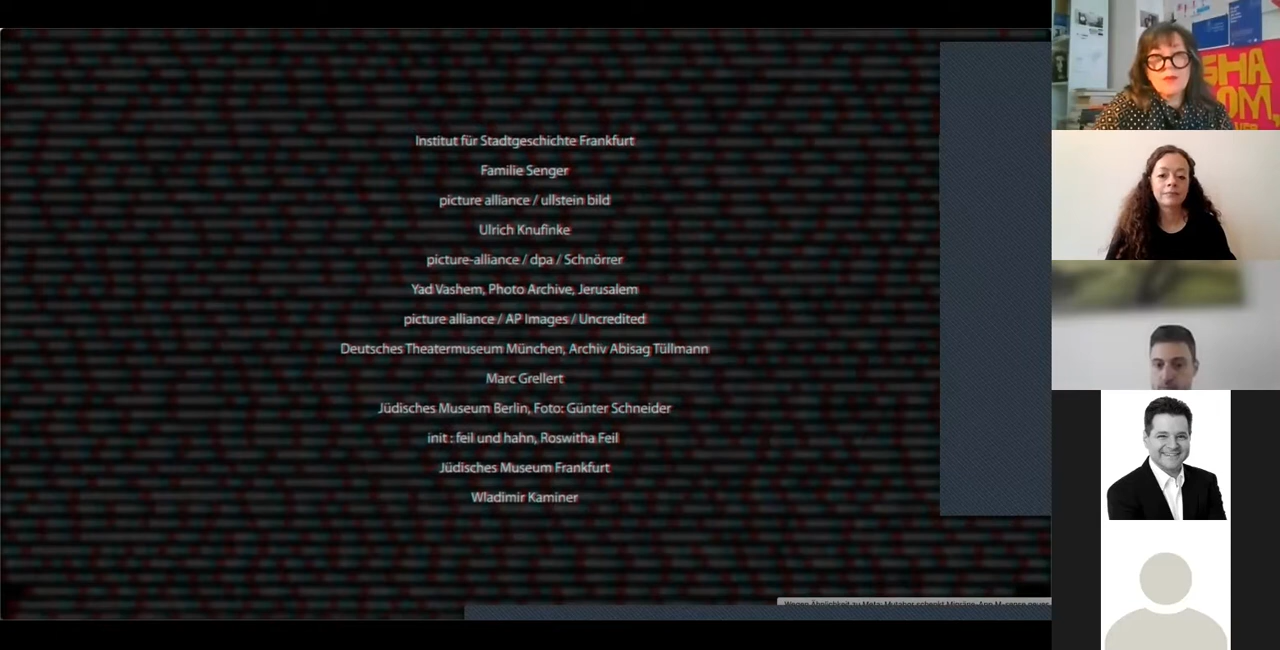 Institut für Stadtgeschichte Frankfurt
Familie Senger
picture alliance / ullstein bild
Ulrich Knufinke
picture-alliance / dpa / Schnörrer
Yad Vashem, Photo Archive, Jerusalem
picture alliance / AP Images / Uncredited
Deutsches Theatermuseum München, Archiv Abisag Tüllmann
Marc Grellert
Jüdisches Museum Berlin, Foto: Günter Schneider
init : feil und hahn, Roswitha Feil
Jüdisches Museum Frankfurt
Wladimir Kaminer
SHA
OM,